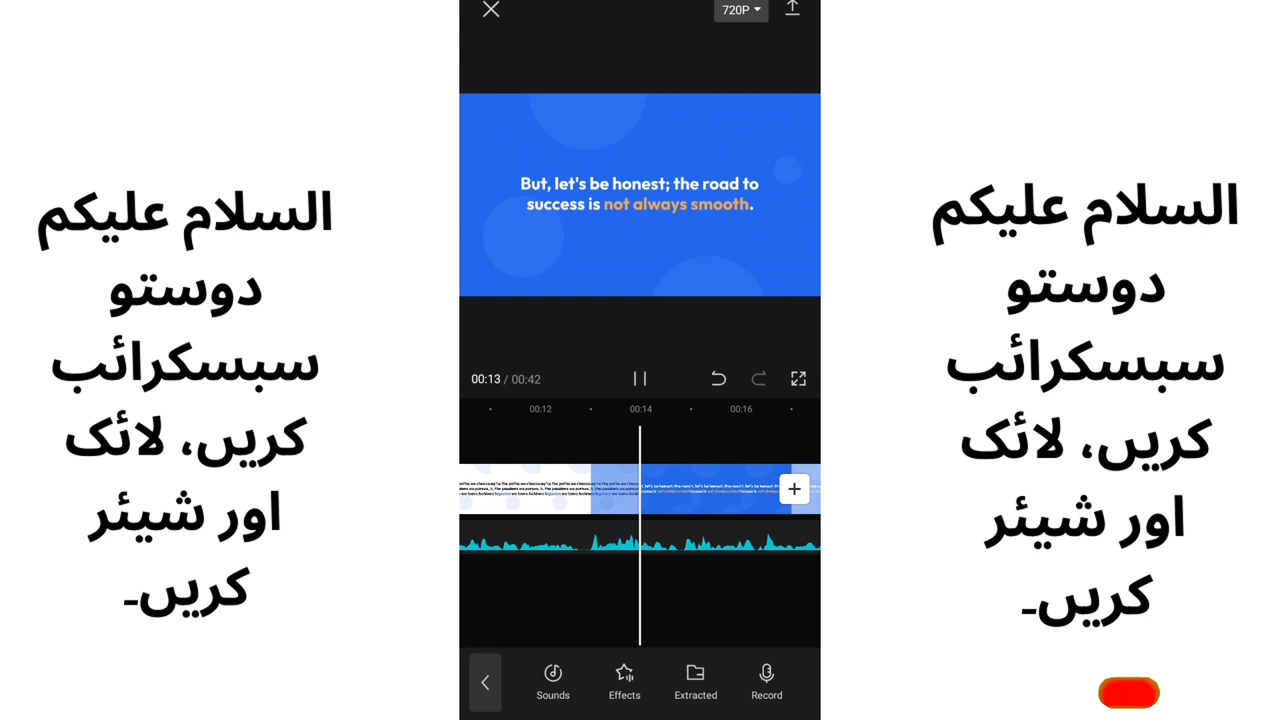 السلام علیکم
دوستو
سبسکرائب
کریں، لائک
اور شیئر
کریں۔
720P
But, let's be honest; the road to
success is not always smooth.
00:13 / 00:42
00:12 00:14 00:16
Sounds Effects Extracted Record
السلام علیکم
دوستو
سبسکرائب
کریں، لائک
اور شیئر
کریں۔